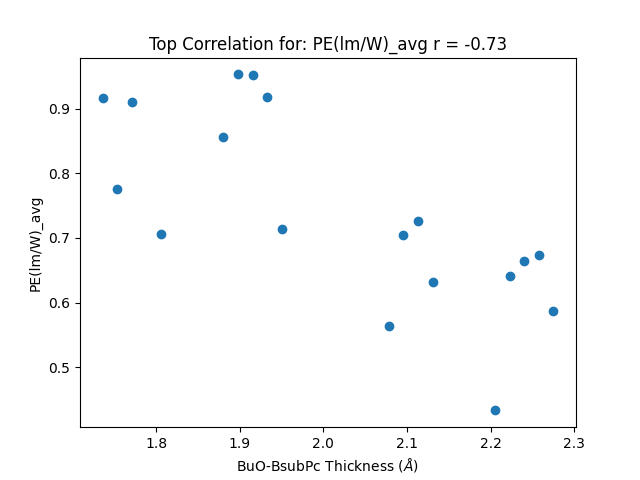 Top Correlation for: PE(lm/W)_avg r = -0.73
0.9
0.8
0.7
0.6
0.5
PE(lm/W)_avg
1.8 1.9 2.0 2.1 2.2 2.3
BuO-BsubPc Thickness (Å)